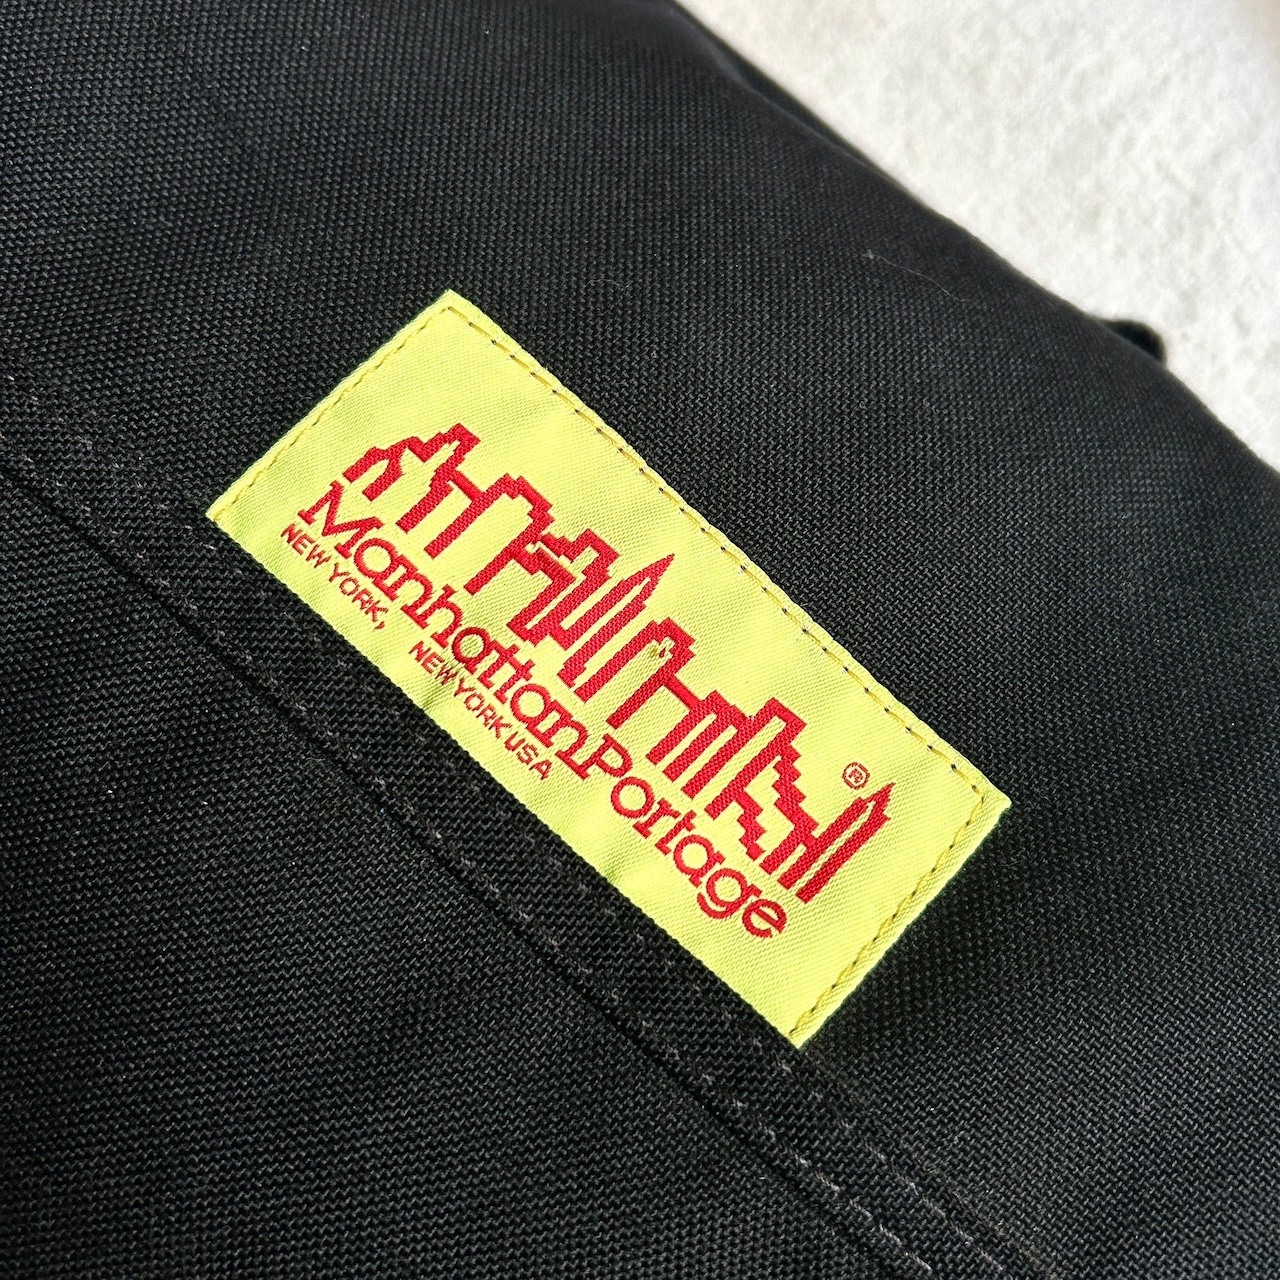 ®
ManhattanPortage
NEW YORK, NEW YORK USA